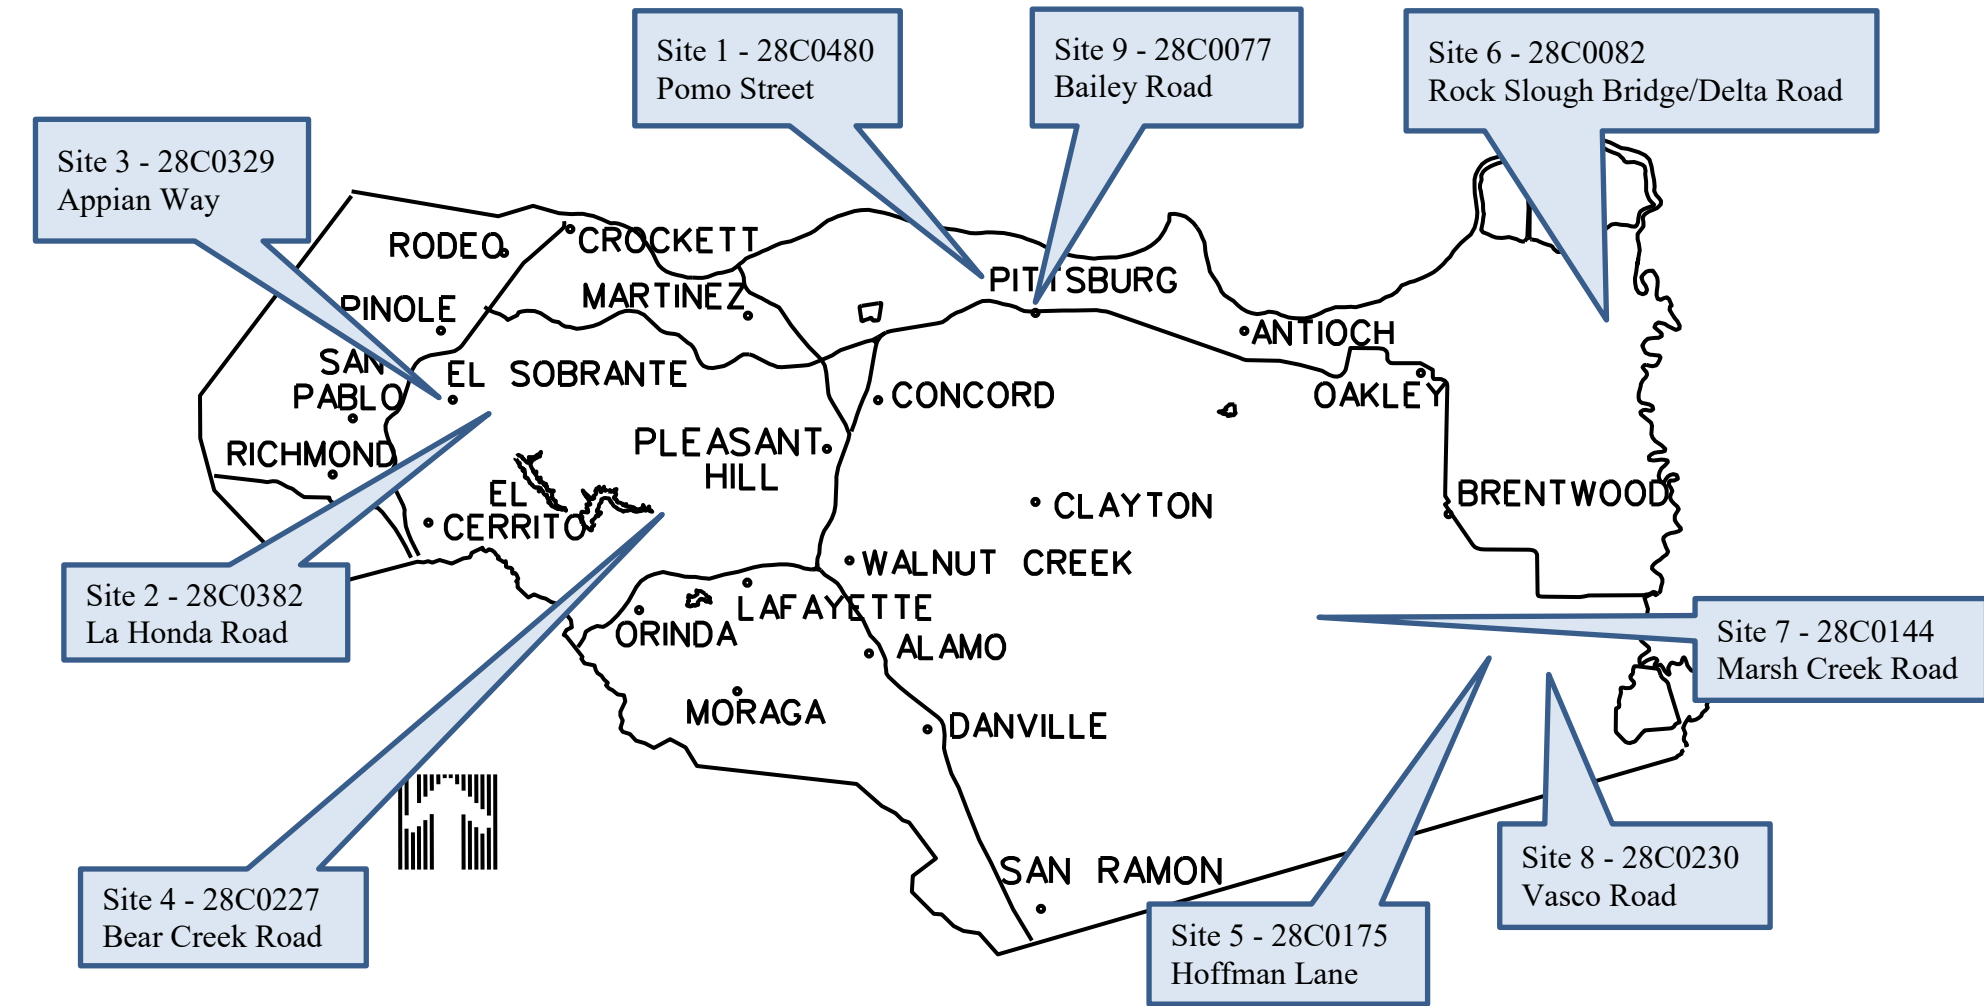 Site 1 - 28C0480
Pomo Street
Site 9 - 28C0077
Bailey Road
Site 6 - 28C0082
Rock Slough Bridge/Delta Road
Site 3 - 28C0329
Appian Way
RODEO
CROCKETT
PINOLE
MARTINEZ
PITTSBURG
ANTIOCH
SAN
PABLO
EL SOBRANTE
CONCORD
OAKLEY
RICHMOND
PLEASANT
HILL
EL
CERRITO
CLAYTON
BRENTWOOD
WALNUT CREEK
Site 2 - 28C0382
La Honda Road
LAFAYETTE
ORINDA
ALAMO
Site 7 - 28C0144
Marsh Creek Road
MORAGA
DANVILLE
SAN RAMON
Site 8 - 28C0230
Vasco Road
Site 4 - 28C0227
Bear Creek Road
Site 5 - 28C0175
Hoffman Lane